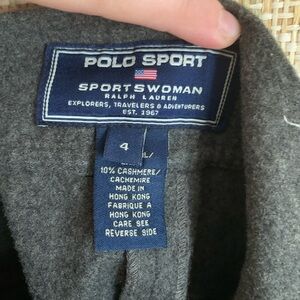 POLO SPORT
SPORTSWOMAN
RALPH LAUREN
EXPLORERS, TRAVELERS & ADVENTURERS
EST. 1967
4
10% CASHMERE/
CACHEMIRE
MADE IN
HONG KONG
FABRIQUE A
HONG KONG
CARE SEE
REVERSE SIDE